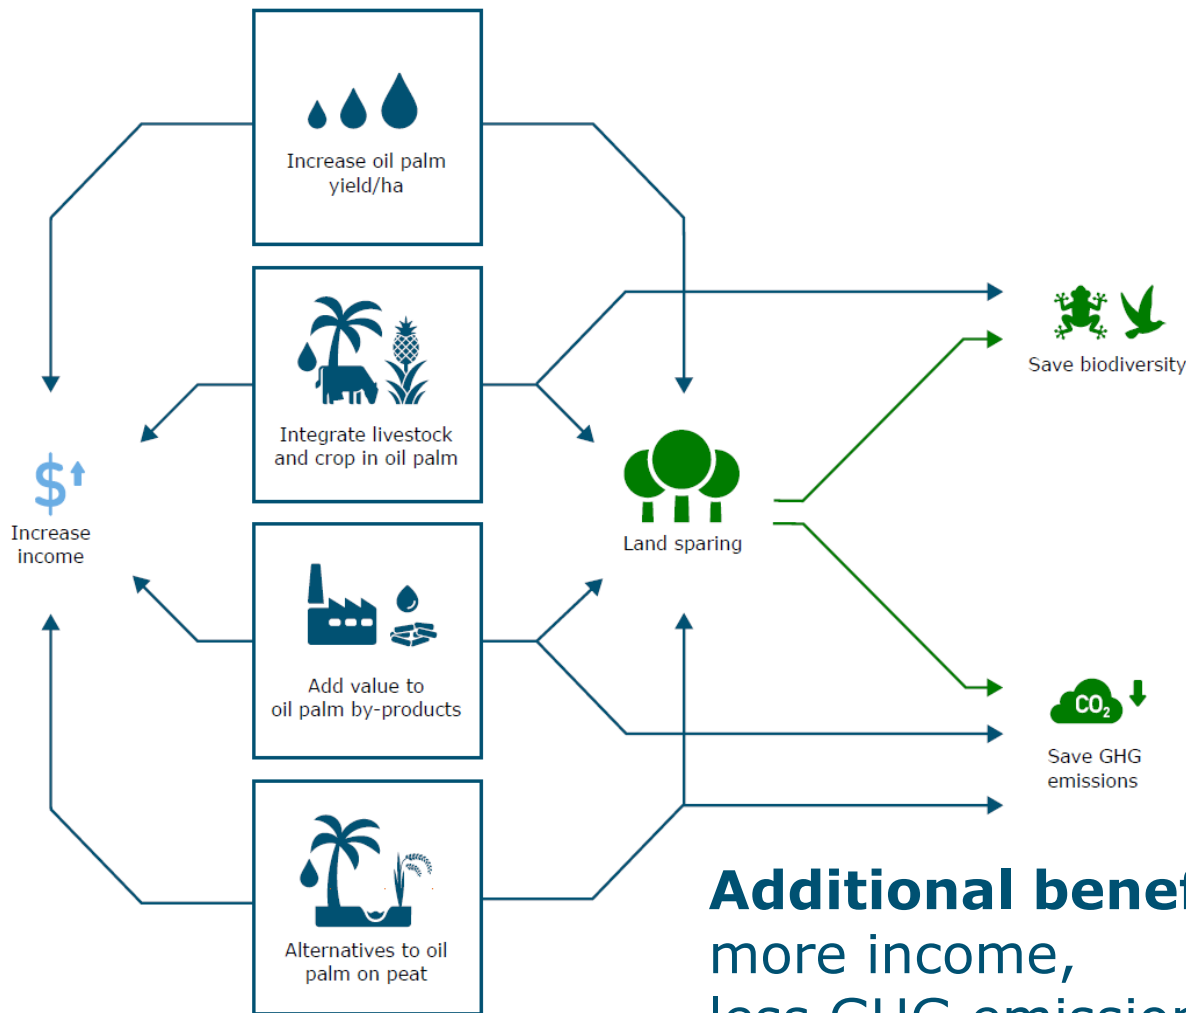 Increase oil palm
yield/ha
Integrate livestock
and crop in oil palm
Save biodiversity
$
Increase
income
Land sparing
Add value to
oil palm by-products
CO₂
Save GHG
emissions
Alternatives to oil
palm on peat
Additional
more income,
less GHG